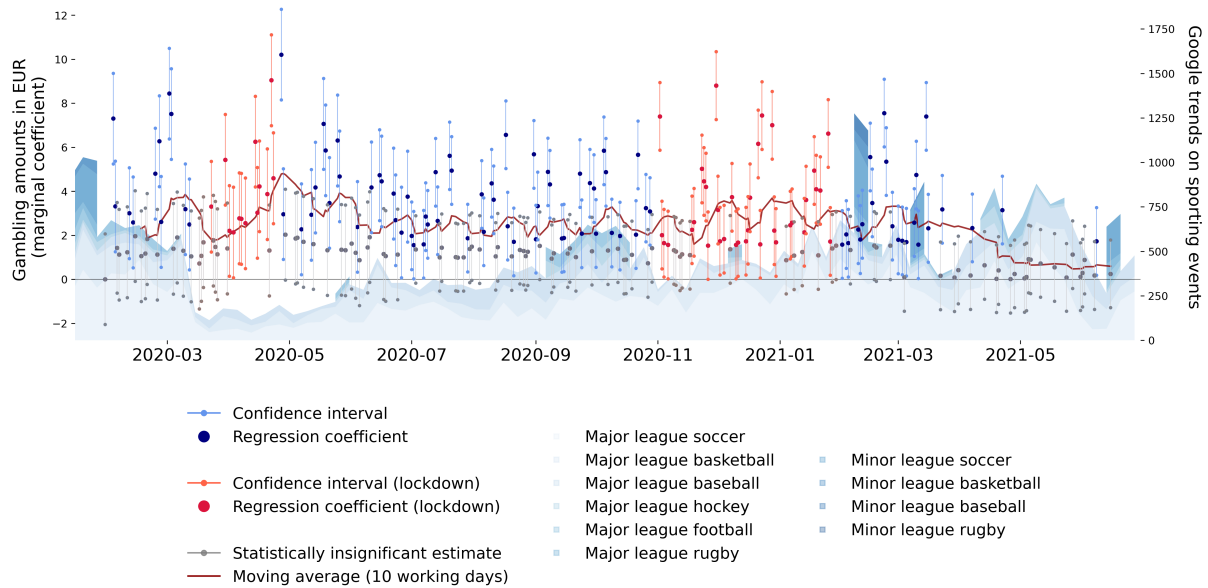 12
10
8
6
4
2
0
−2
Gambling amounts in EUR
(marginal coefficient)
1750
1500
1250
1000
750
500
250
0
Google trends on sporting events
2020-03 2020-05 2020-07 2020-09 2020-11 2021-01 2021-03 2021-05
Confidence interval
Regression coefficient
Confidence interval (lockdown)
Regression coefficient (lockdown)
Statistically insignificant estimate
Moving average (10 working days)
Major league soccer
Major league basketball
Major league baseball
Major league hockey
Major league football
Major league rugby
Minor league soccer
Minor league basketball
Minor league baseball
Minor league rugby